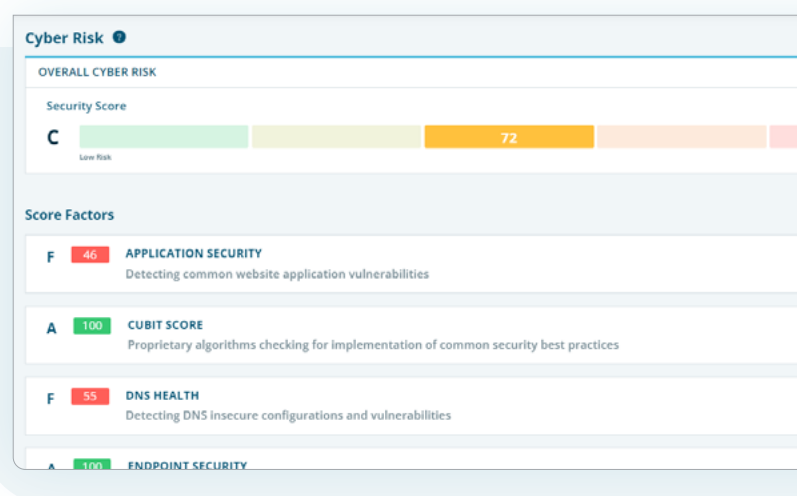 Cyber Risk ?
OVERALL CYBER RISK
Security Score
C 72
Low Risk
Score Factors
F 46 APPLICATION SECURITY
Detecting common website application vulnerabilities
A 100 CUBIT SCORE
Proprietary algorithms checking for implementation of common security best practices
F 55 DNS HEALTH
Detecting DNS insecure configurations and vulnerabilities
A 100 ENDPOINT SECURITY